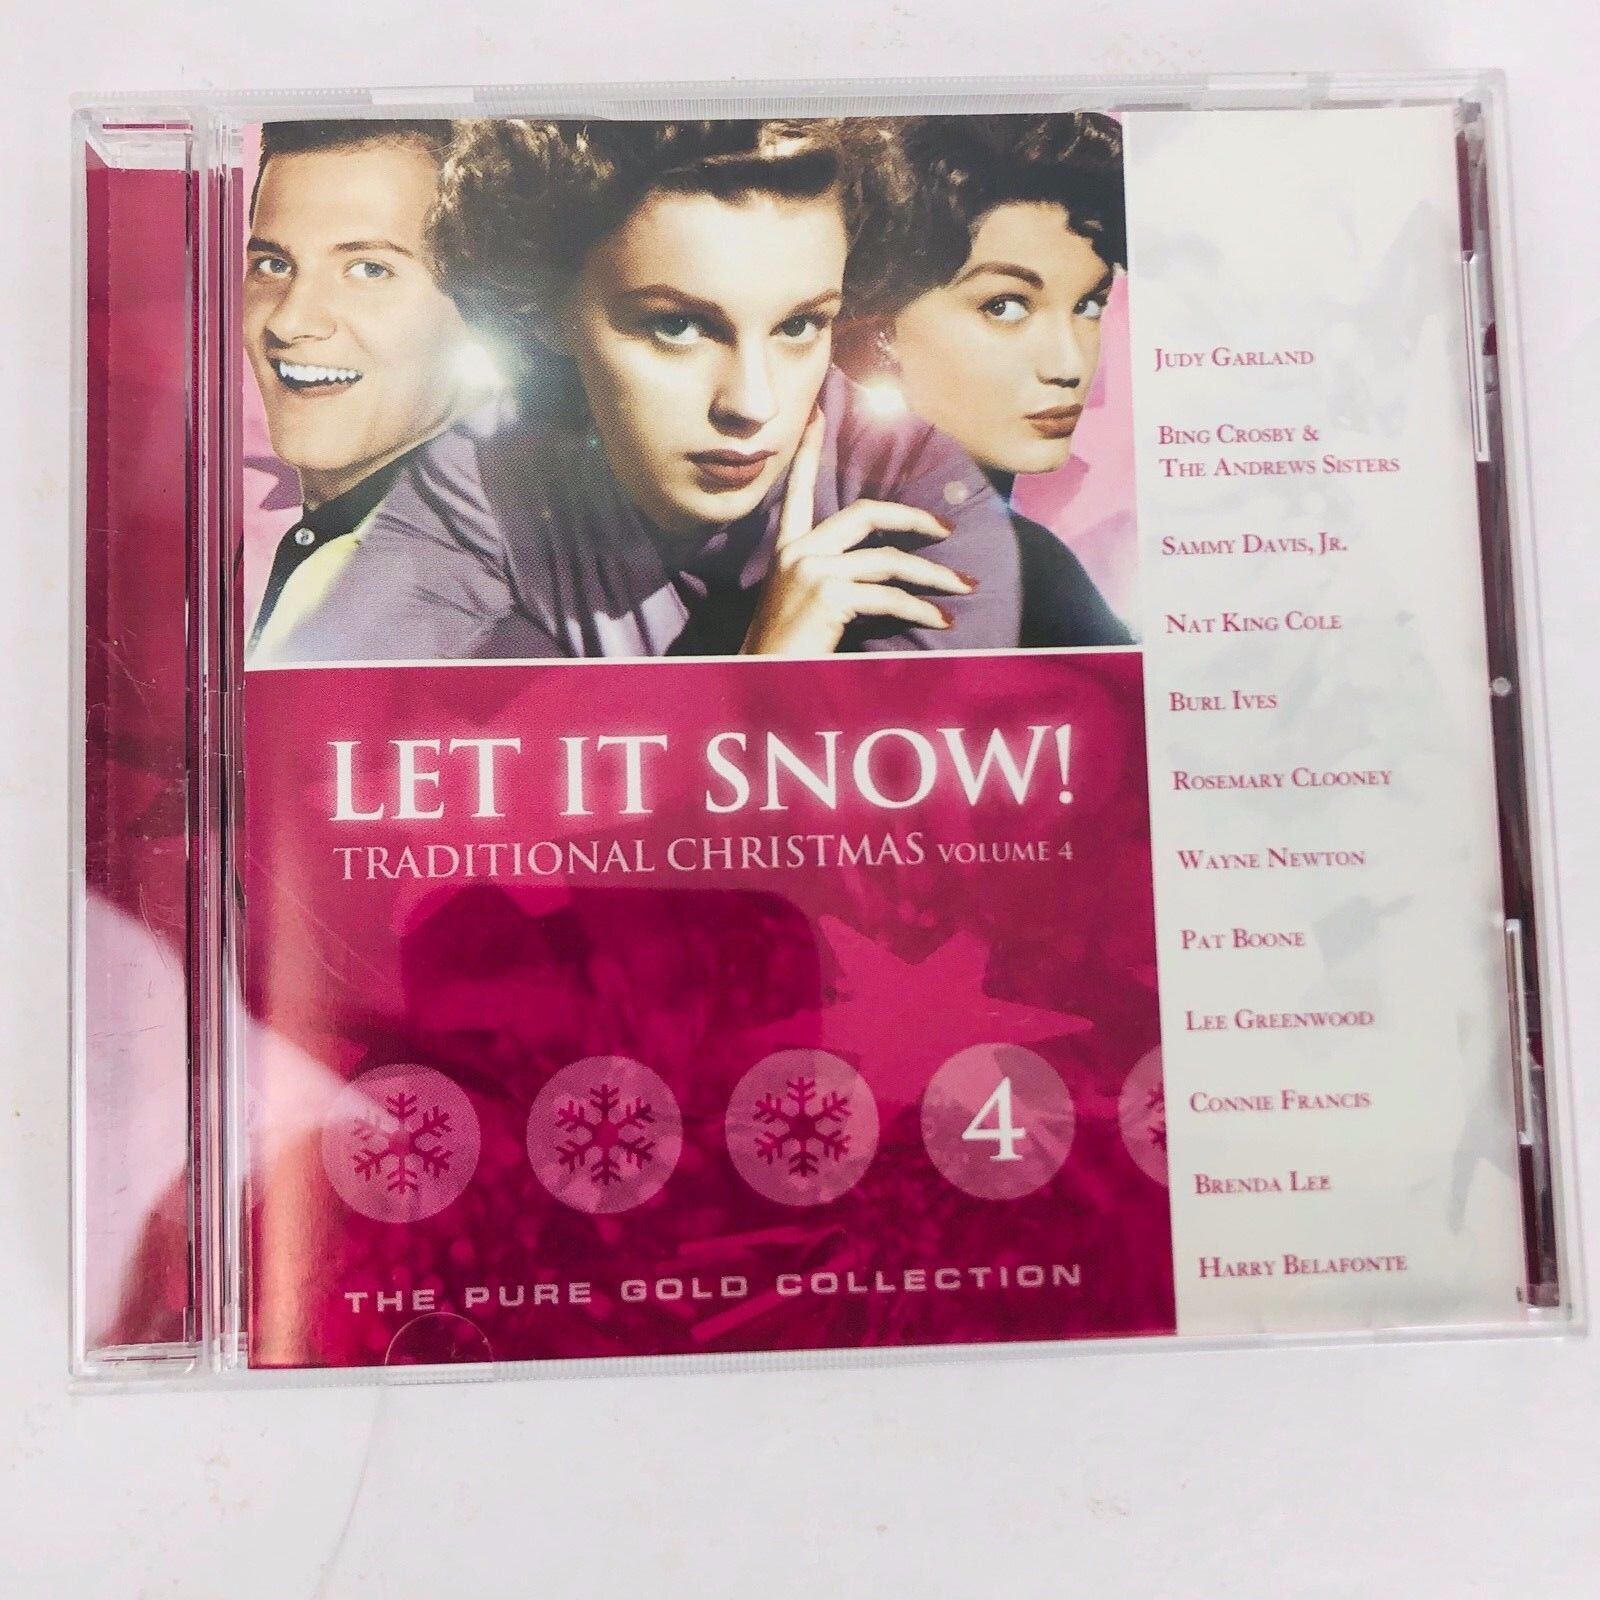 JUDY GARLAND
BING CROSBY &
THE ANDREWS SISTERS
SAMMY DAVIS, JR.
NAT KING COLE
BURL IVES
ROSEMARY CLOONEY
WAYNE NEWTON
PAT BOONE
LEE GREENWOOD
CONNIE FRANCIS
BRENDA LEE
HARRY BELAFONTE
LET IT SNOW!
TRADITIONAL CHRISTMAS VOLUME 4
4
THE PURE GOLD COLLECTION